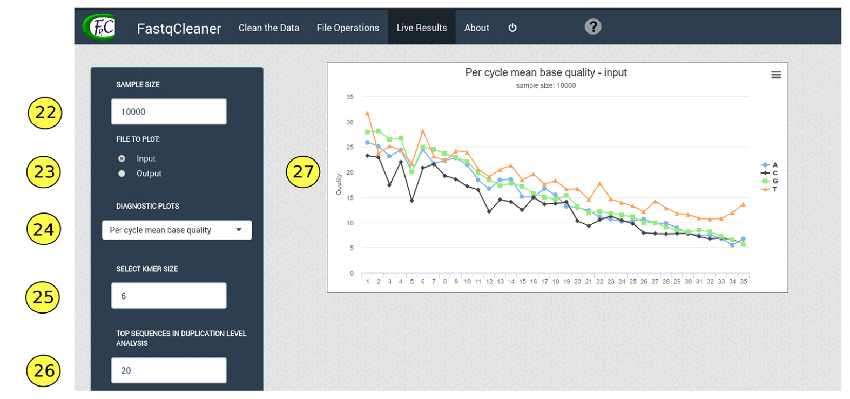 FqC FastqCleaner Clean the Data File Operations Live Results About ?
SAMPLE SIZE
22 10000
FILE TO PLOT:
23 Input
Output
DIAGNOSTIC PLOTS
24 Per cycle mean base quality
SELECT KMER SIZE
25 6
TOP SEQUENCES IN DUPLICATION LEVEL
ANALYSIS
26 20
27
Per cycle mean base quality - input
sample size: 10000
Quality
35
30
25
20
15
10
5
0
1 2 3 4 5 6 7 8 9 10 11 12 13 14 15 16 17 18 19 20 21 22 23 24 25 26 27 28 29 30 31 32 33 34 35
A
C
G
T